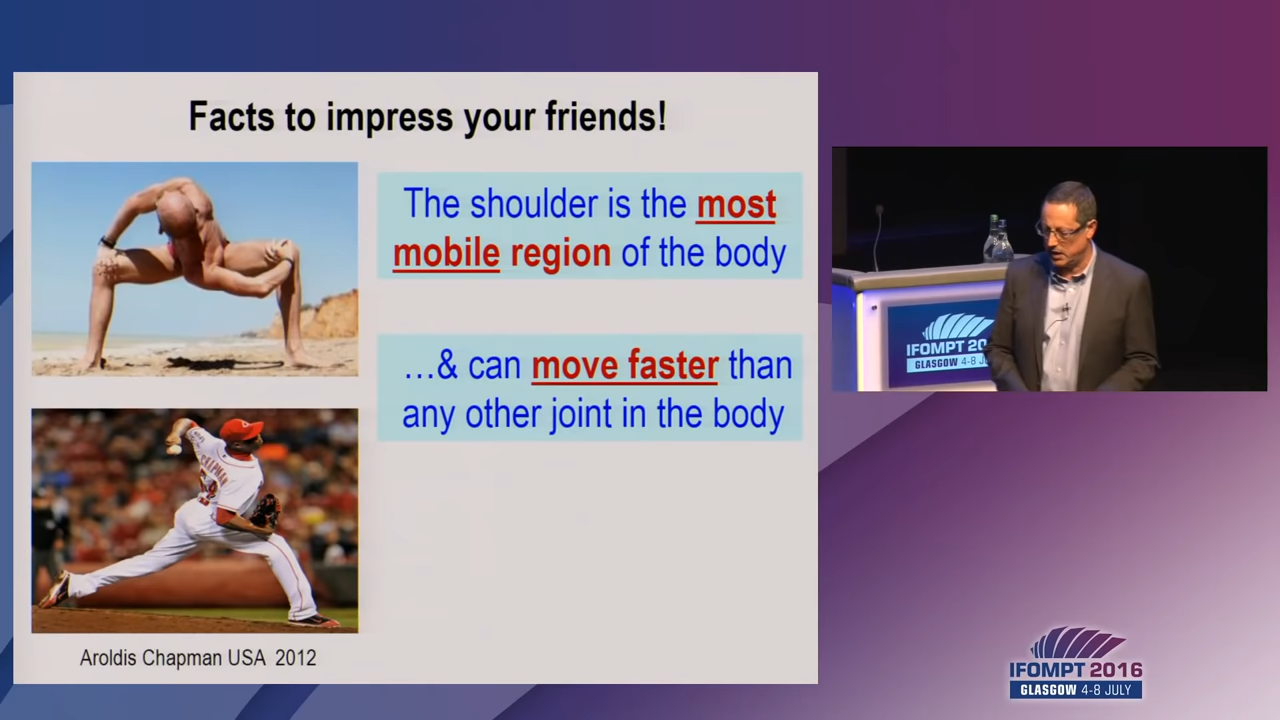 Facts to impress your friends!
The shoulder is the most
mobile region of the body
…& can move faster than
any other joint in the body
CHAPMAN
Aroldis Chapman USA 2012
IFOMPT 20
GLASGOW 4-8 J
IFOMPT 2016
GLASGOW 4-8 JULY